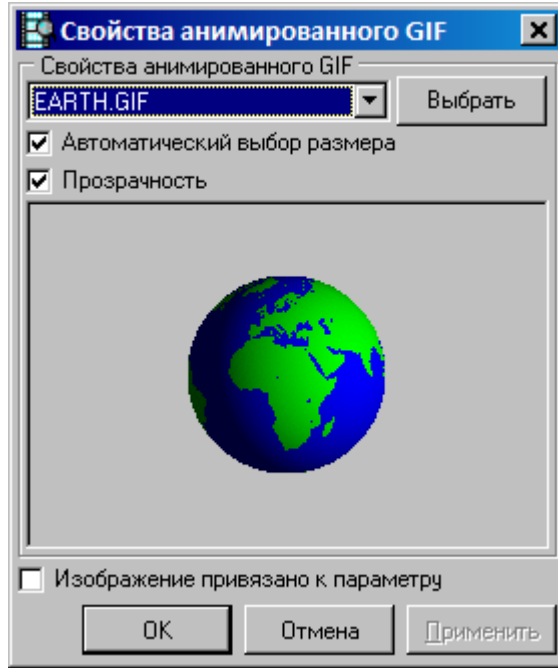 Свойства анимированного GIF
Свойства анимированного GIF
EARTH.GIF
Выбрать
Автоматический выбор размера
Прозрачность
Изображение привязано к параметру
OK
Отмена
Применить